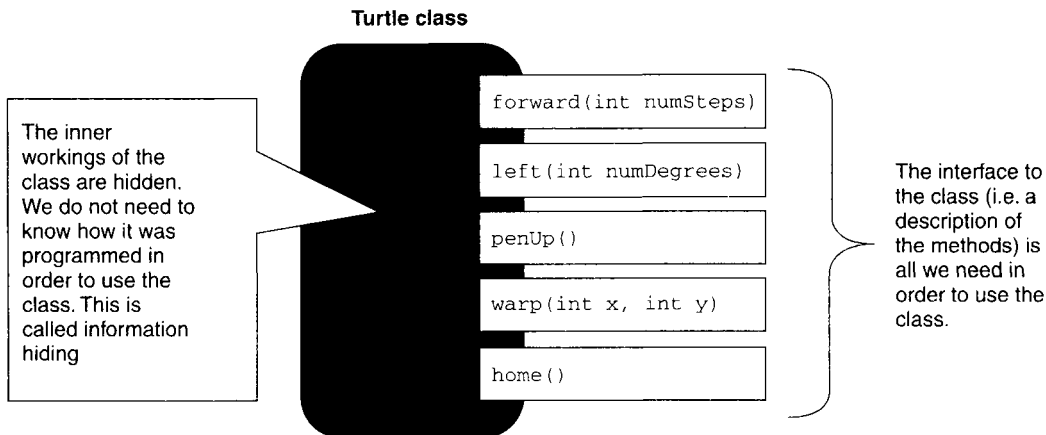 Turtle class
The inner
workings of the
class are hidden.
We do not need to
know how it was
programmed in
order to use the
class. This is
called information
hiding
forward(int numSteps)
left(int numDegrees)
penUp()
warp(int x, int y)
home()
The interface to
the class (i.e. a
description of
the methods) is
all we need in
order to use the
class.